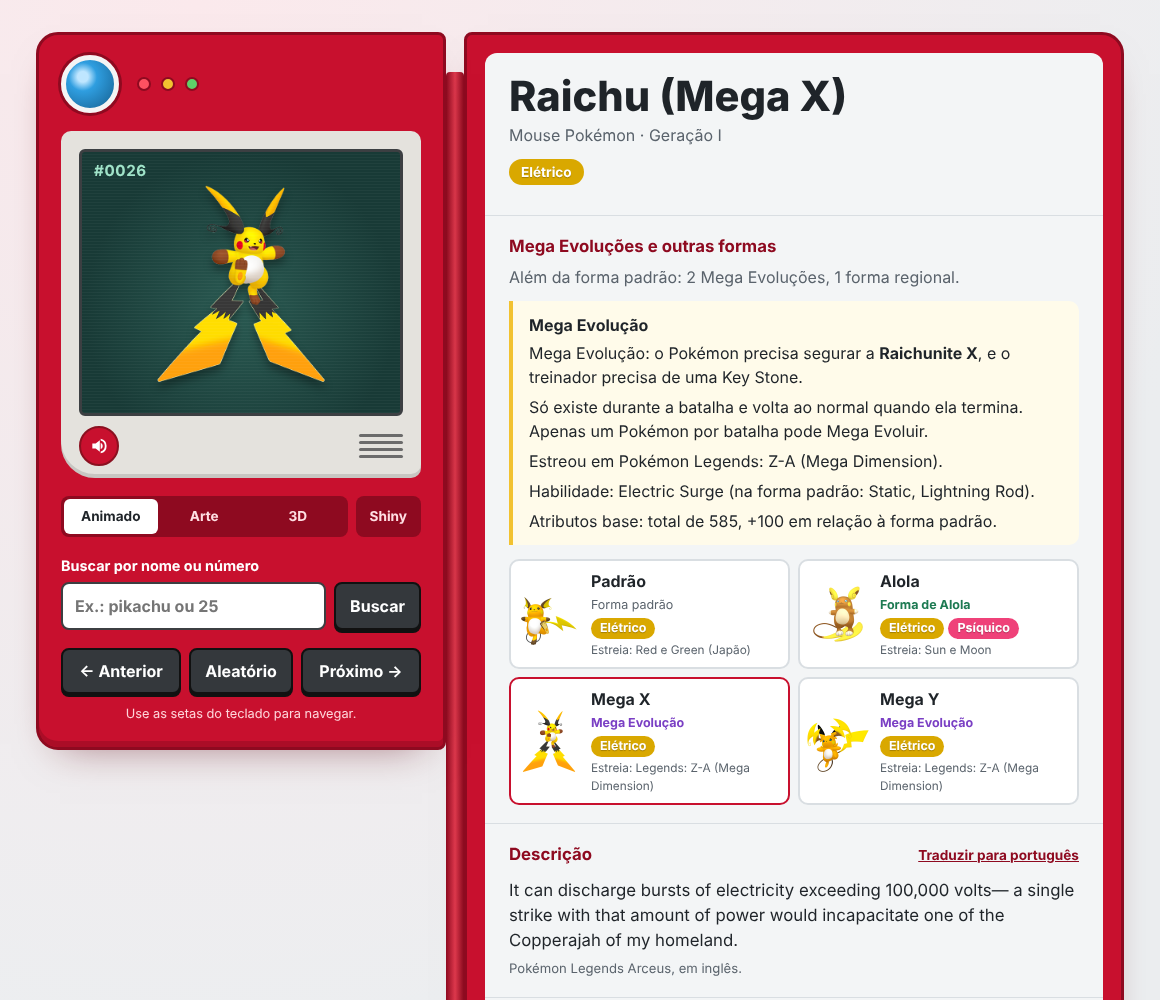 #0026
Animado
Arte
3D
Shiny
Buscar por nome ou número
Ex.: pikachu ou 25
Buscar
← Anterior
Aleatório
Próximo →
Use as setas do teclado para navegar.
Raichu (Mega X)
Mouse Pokémon · Geração I
Elétrico
Mega Evoluções e outras formas
Além da forma padrão: 2 Mega Evoluções, 1 forma regional.
Mega Evolução
Mega Evolução: o Pokémon precisa segurar a Raichunite X, e o
treinador precisa de uma Key Stone.
Só existe durante a batalha e volta ao normal quando ela termina.
Apenas um Pokémon por batalha pode Mega Evoluir.
Estreou em Pokémon Legends: Z-A (Mega Dimension).
Habilidade: Electric Surge (na forma padrão: Static, Lightning Rod).
Atributos base: total de 585, +100 em relação à forma padrão.
Padrão
Forma padrão
Elétrico
Estreia: Red e Green (Japão)
Alola
Forma de Alola
Elétrico Psíquico
Estreia: Sun e Moon
Mega X
Mega Evolução
Elétrico
Estreia: Legends: Z-A (Mega
Dimension)
Mega Y
Mega Evolução
Elétrico
Estreia: Legends: Z-A (Mega
Dimension)
Descrição
Traduzir para português
It can discharge bursts of electricity exceeding 100,000 volts— a single
strike with that amount of power would incapacitate one of the
Copperajah of my homeland.
Pokémon Legends Arceus, em inglês.